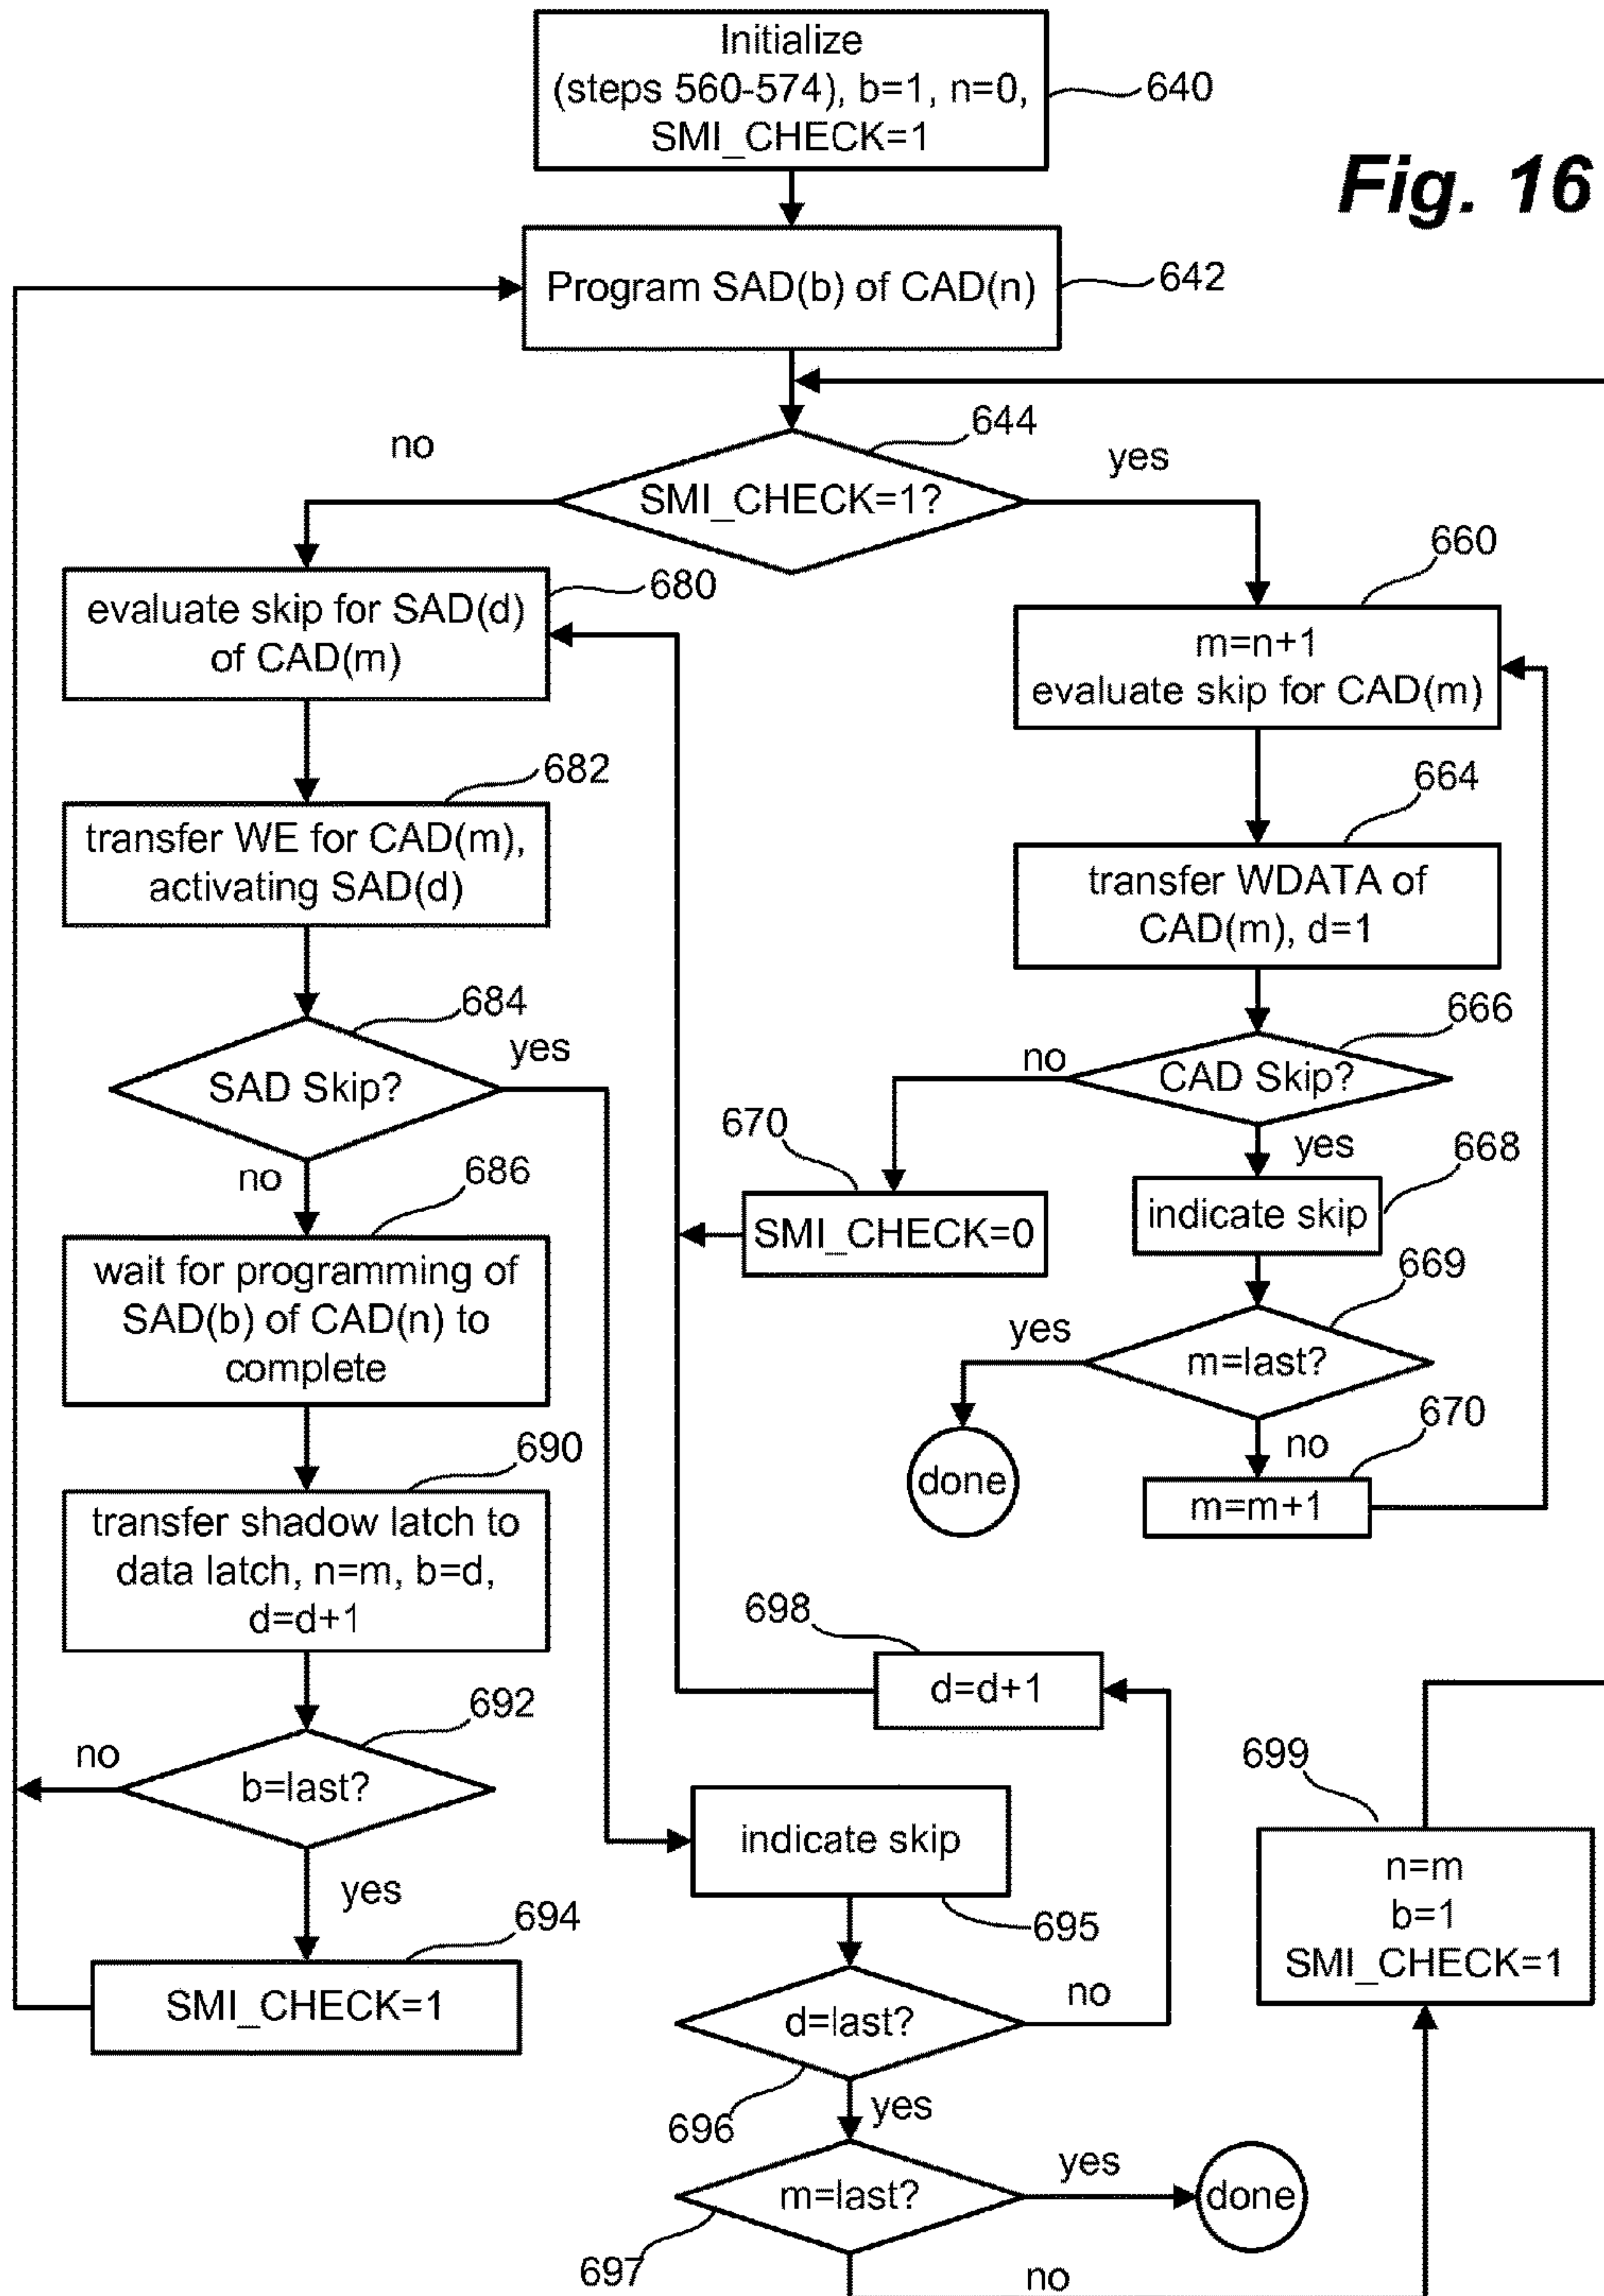 Initialize
(steps 560-574), b=1, n=0,
SMI_CHECK=1
640
Fig. 16
Program SAD(b) of CAD(n)
642
644
no
yes
SMI_CHECK=1?
660
680
evaluate skip for SAD(d)
of CAD(m)
m=n+1
evaluate skip for CAD(m)
682
transfer WE for CAD(m),
activating SAD(d)
664
transfer WDATA of
CAD(m), d=1
684
yes
SAD Skip?
no
666
no
CAD Skip?
yes
670
SMI_CHECK=0
668
indicate skip
686
wait for programming of
SAD(b) of CAD(n) to
complete
669
yes
m=last?
no
done
670
m=m+1
690
transfer shadow latch to
data latch, n=m, b=d,
d=d+1
698
d=d+1
692
no
b=last?
yes
694
SMI_CHECK=1
indicate skip
695
699
n=m
b=1
SMI_CHECK=1
no
d=last?
696
yes
m=last?
yes
done
697
no